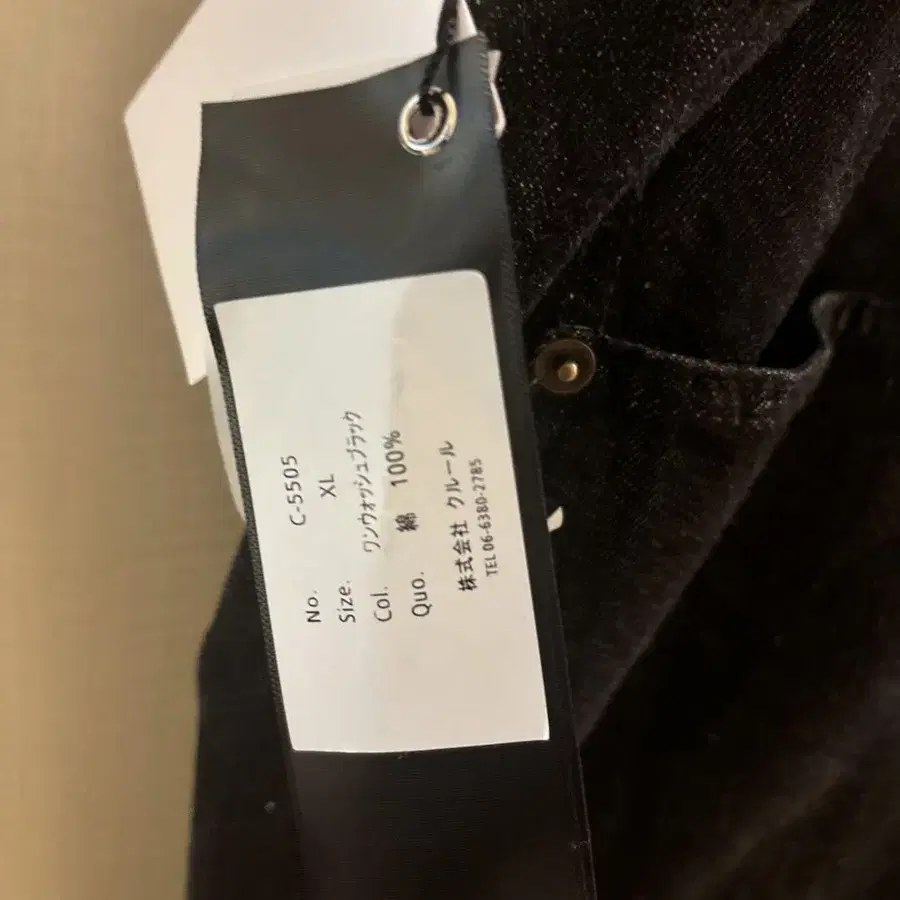 No. C-5505
Size. XL
Col. ワンウォッシュブラック
Quo. 綿 100%
株式会社 クルール
TEL 06-6380-2785